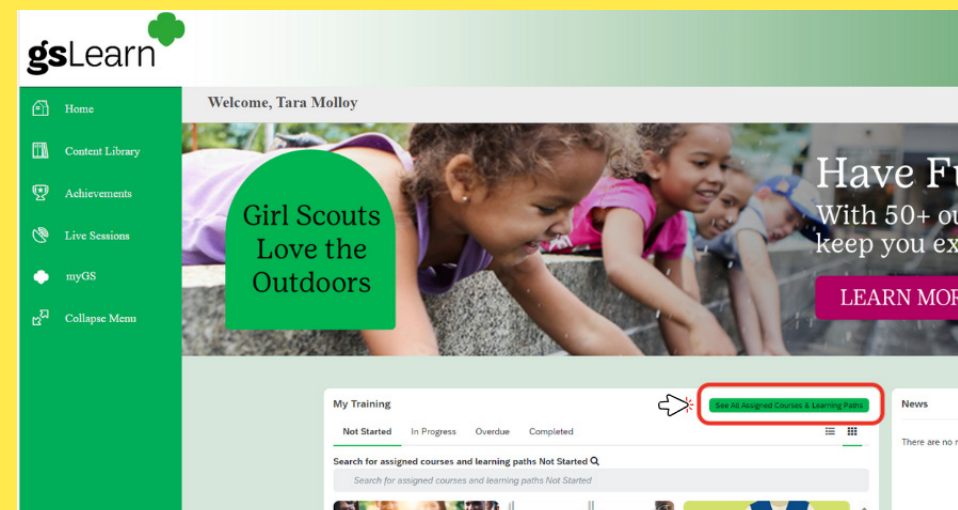 gsLearn
Home
Content Library
Achievements
Live Sessions
myGS
Collapse Menu
Welcome, Tara Molloy
Girl Scouts
Love the
Outdoors
Have Fu
With 50+ ou
keep you ex
LEARN MOR
My Training
See All Assigned Courses & Learning Paths
Not Started In Progress Overdue Completed
Search for assigned courses and learning paths Not Started
Search for assigned courses and learning paths Not Started
News
There are no n